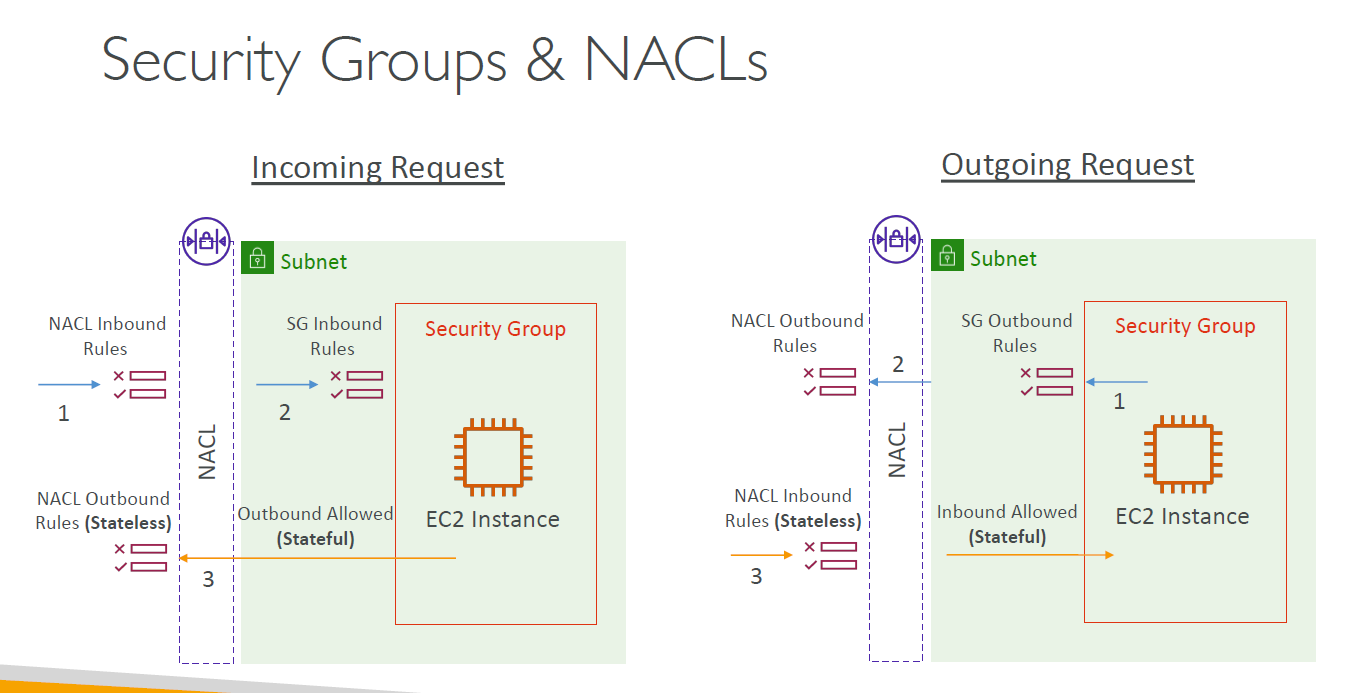 Security Groups & NACLs
Incoming Request
Subnet
NACL Inbound
Rules
1
SG Inbound
Rules
2
Security Group
NACL
EC2 Instance
NACL Outbound
Rules (Stateless)
Outbound Allowed
(Stateful)
3
Outgoing Request
Subnet
NACL Outbound
Rules
2
SG Outbound
Rules
Security Group
1
NACL
EC2 Instance
NACL Inbound
Rules (Stateless)
3
Inbound Allowed
(Stateful)